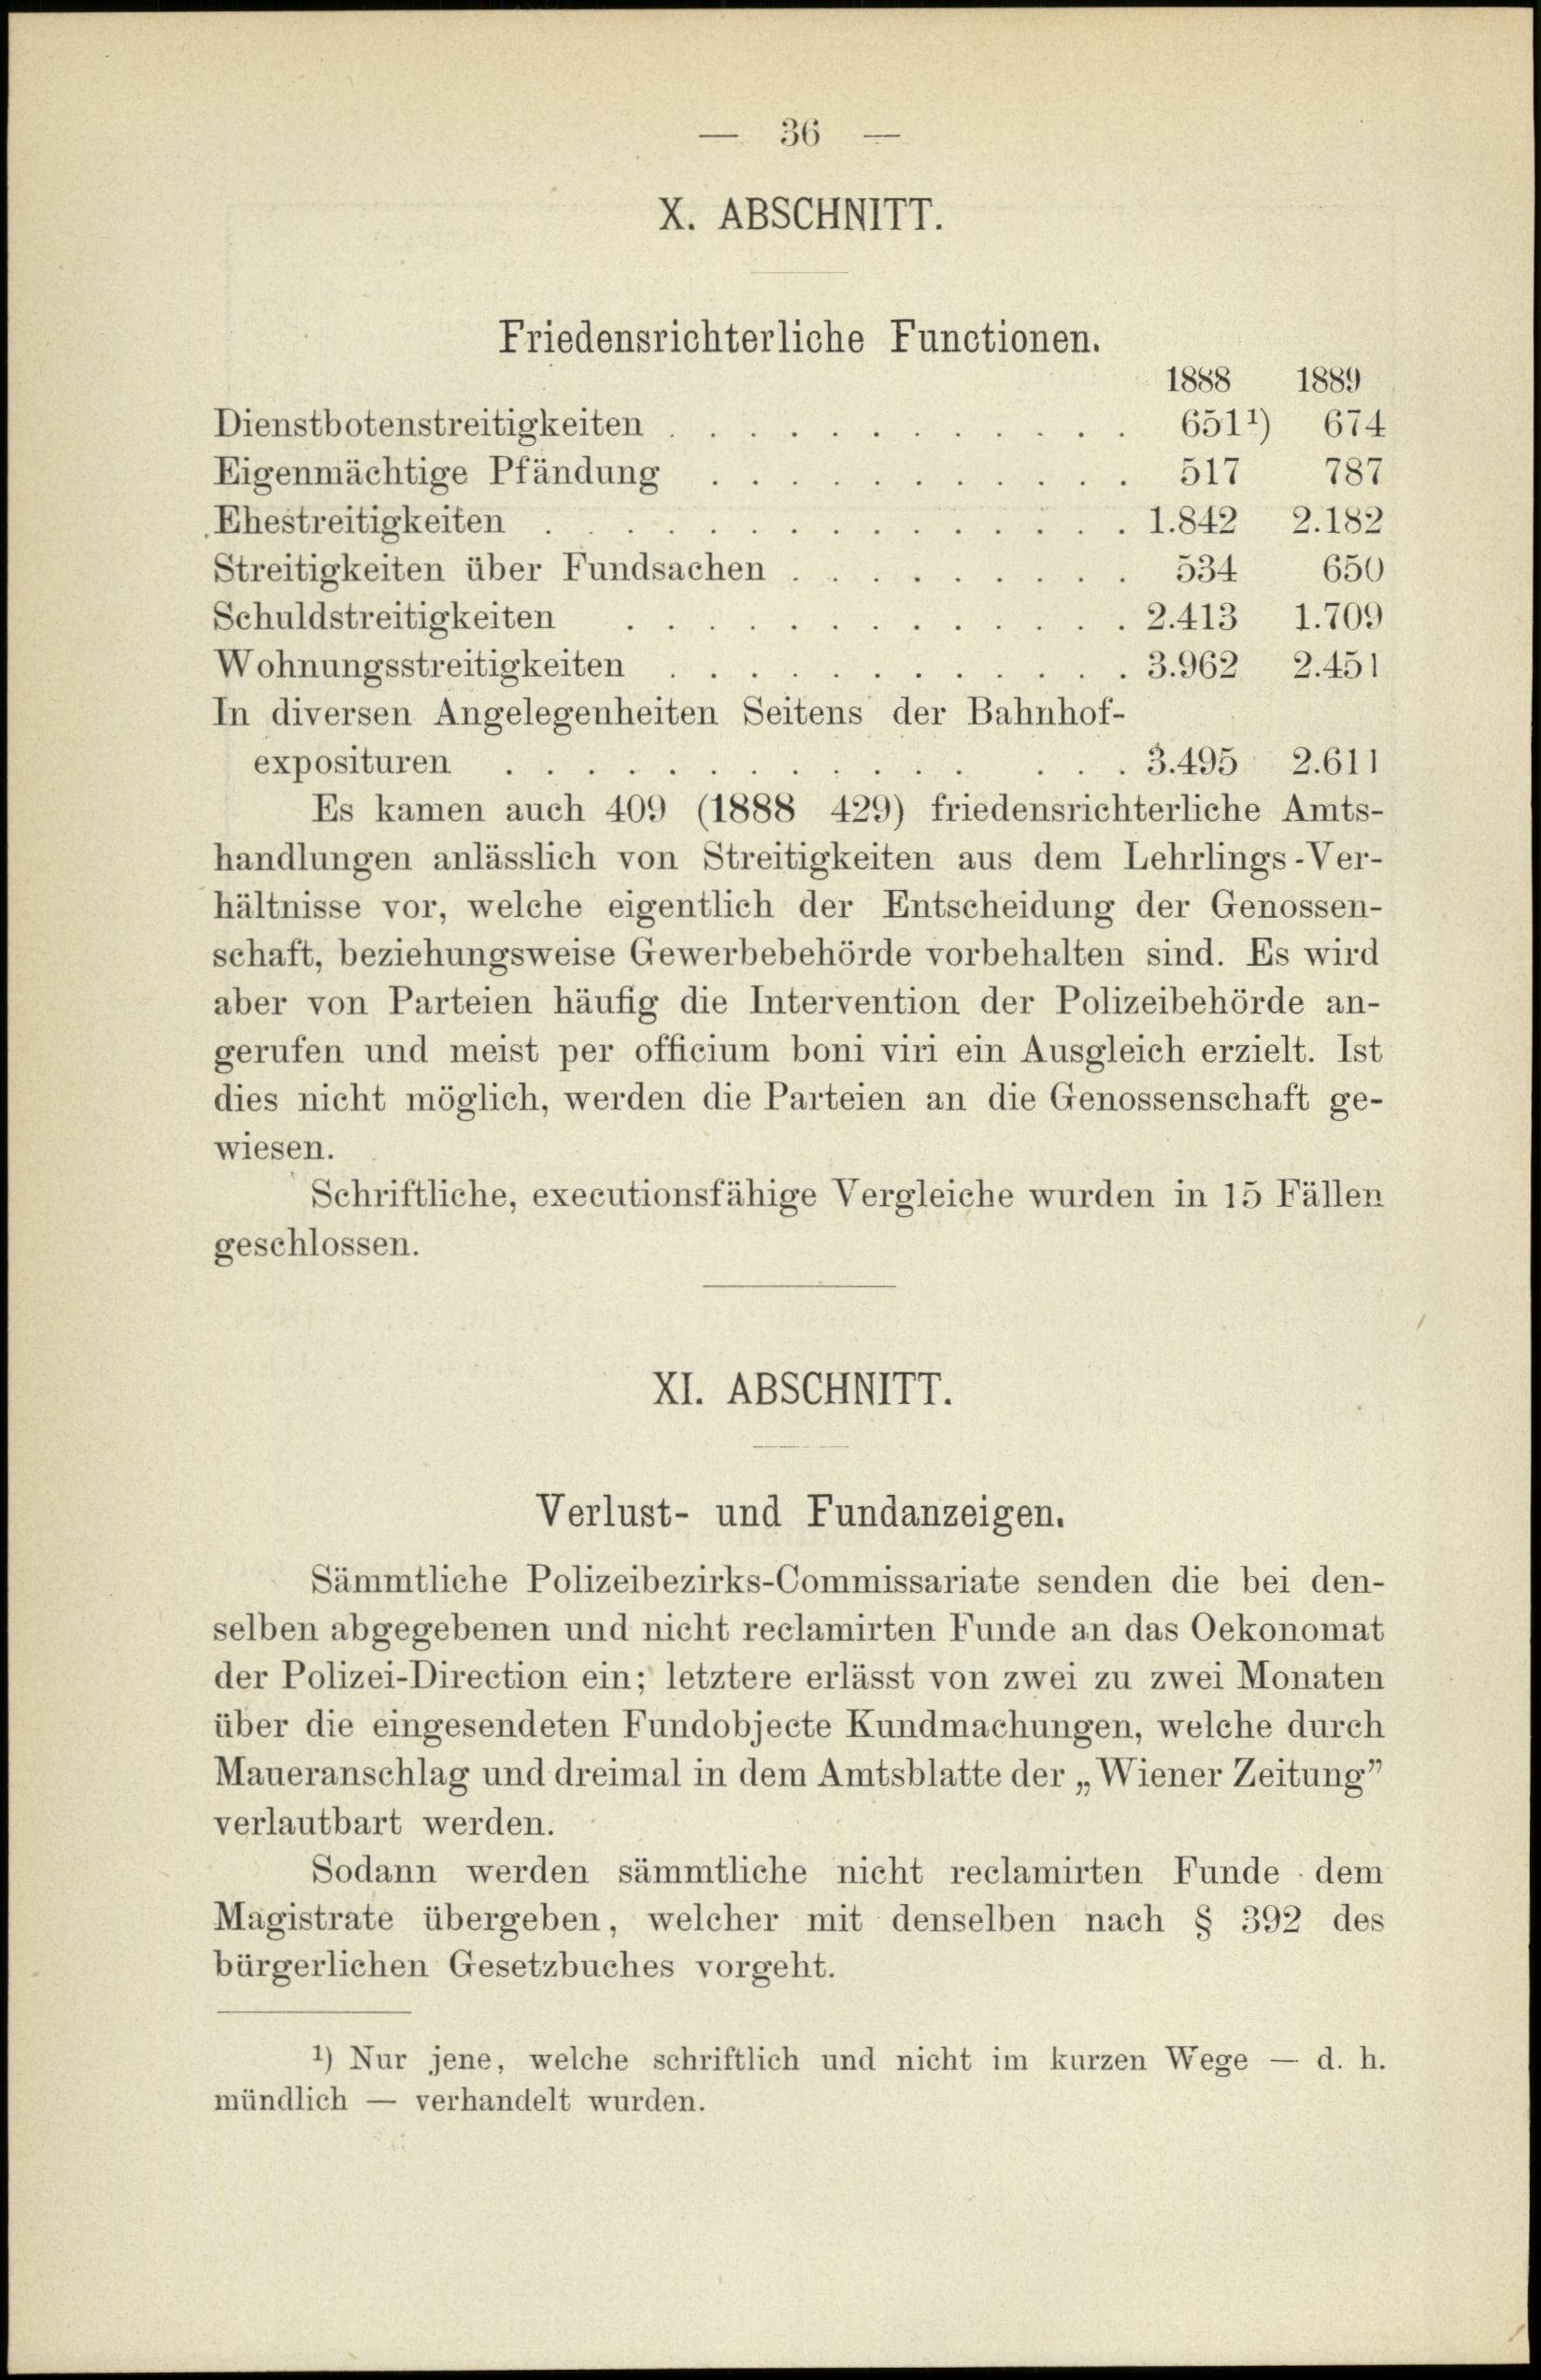 — 36 —
X. ABSCHNITT.
Friedensrichterliche Functionen.
1888 1889
Dienstbotenstreitigkeiten . . . . . . . . . . . . 651¹) 674
Eigenmächtige Pfändung . . . . . . . . . . . 517 787
Ehestreitigkeiten . . . . . . . . . . . . . . . 1.842 2.182
Streitigkeiten über Fundsachen . . . . . . . . . 534 650
Schuldstreitigkeiten . . . . . . . . . . . . . 2.413 1.709
Wohnungsstreitigkeiten . . . . . . . . . . . . 3.962 2.451
In diversen Angelegenheiten Seitens der Bahnhof-
exposituren . . . . . . . . . . . . . . . 3.495 2.611
Es kamen auch 409 (1888 429) friedensrichterliche Amts-
handlungen anlässlich von Streitigkeiten aus dem Lehrlings-Ver-
hältnisse vor, welche eigentlich der Entscheidung der Genossen-
schaft, beziehungsweise Gewerbebehörde vorbehalten sind. Es wird
aber von Parteien häufig die Intervention der Polizeibehörde an-
gerufen und meist per officium boni viri ein Ausgleich erzielt. Ist
dies nicht möglich, werden die Parteien an die Genossenschaft ge-
wiesen.
Schriftliche, executionsfähige Vergleiche wurden in 15 Fällen
geschlossen.
XI. ABSCHNITT.
Verlust- und Fundanzeigen.
Sämmtliche Polizeibezirks-Commissariate senden die bei den-
selben abgegebenen und nicht reclamirten Funde an das Oekonomat
der Polizei-Direction ein; letztere erlässt von zwei zu zwei Monaten
über die eingesendeten Fundobjecte Kundmachungen, welche durch
Maueranschlag und dreimal in dem Amtsblatte der „Wiener Zeitung”
verlautbart werden.
Sodann werden sämmtliche nicht reclamirten Funde dem
Magistrate übergeben, welcher mit denselben nach § 392 des
bürgerlichen Gesetzbuches vorgeht.
¹) Nur jene, welche schriftlich und nicht im kurzen Wege — d. h.
mündlich — verhandelt wurden.